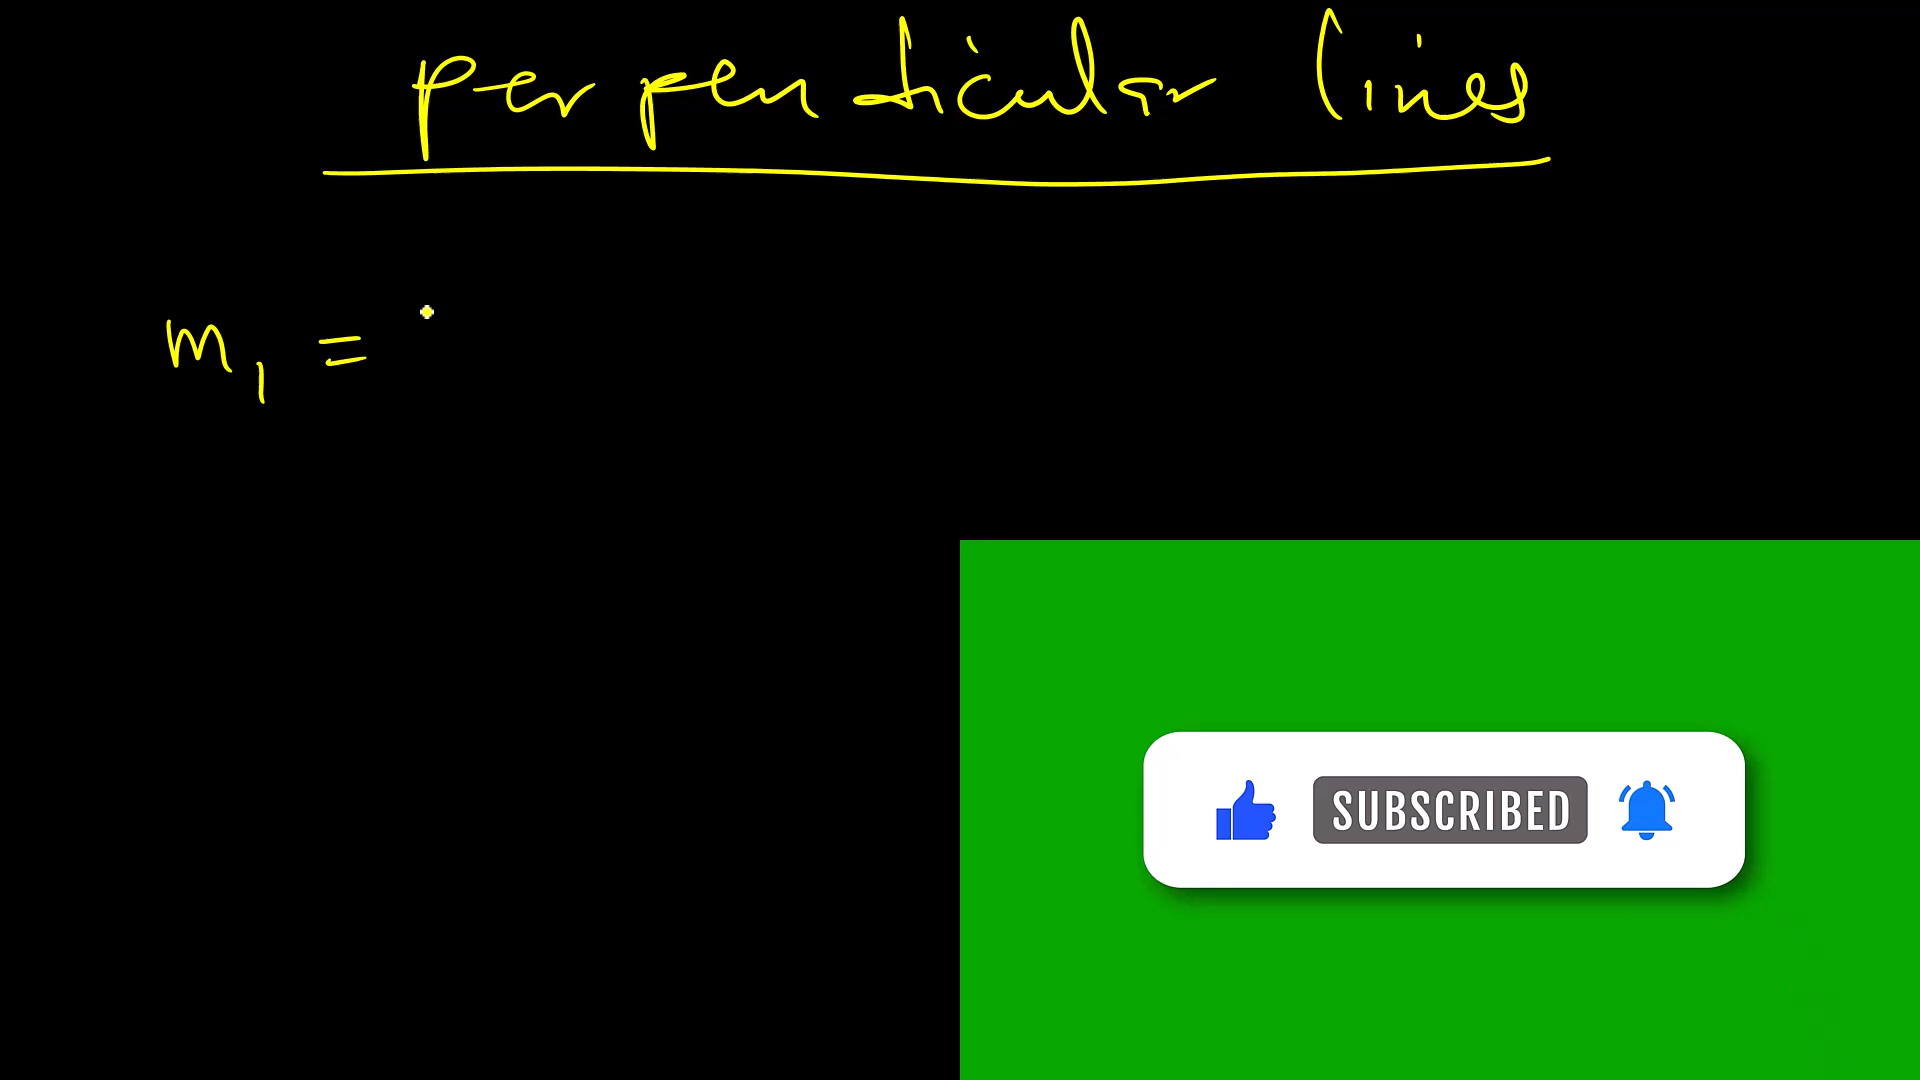 perpendicular lines
m₁ =
SUBSCRIBED